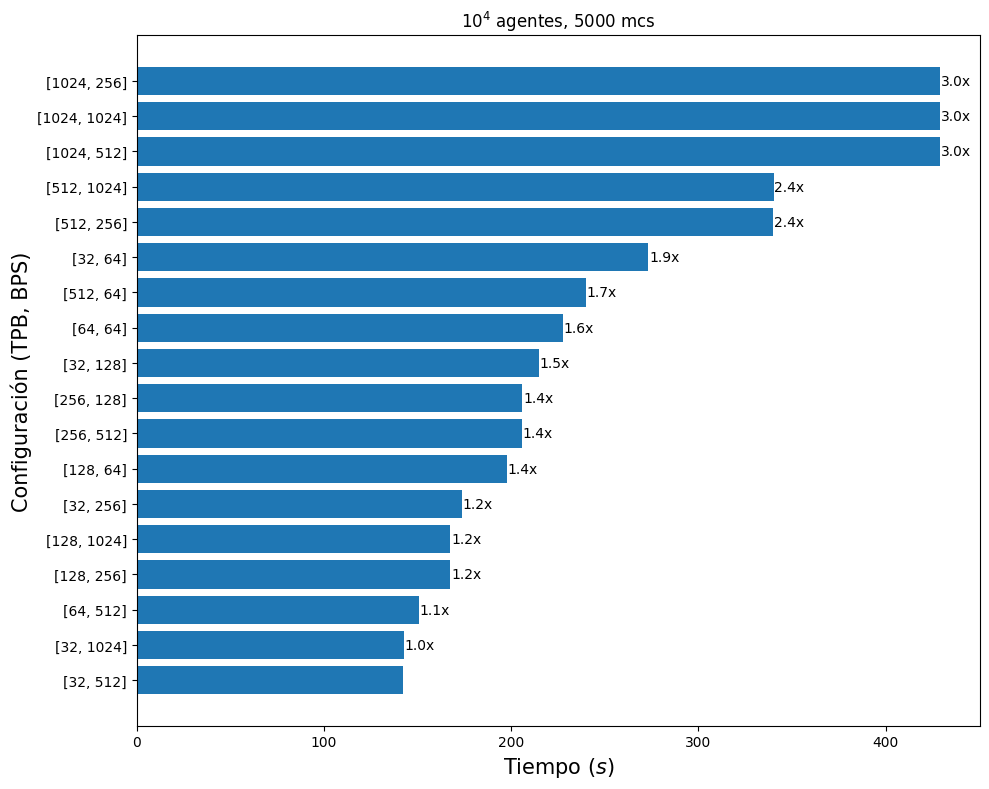 10⁴ agentes, 5000 mcs
Configuración (TPB, BPS)
[1024, 256] 3.0x
[1024, 1024] 3.0x
[1024, 512] 3.0x
[512, 1024] 2.4x
[512, 256] 2.4x
[32, 64] 1.9x
[512, 64] 1.7x
[64, 64] 1.6x
[32, 128] 1.5x
[256, 128] 1.4x
[256, 512] 1.4x
[128, 64] 1.4x
[32, 256] 1.2x
[128, 1024] 1.2x
[128, 256] 1.2x
[64, 512] 1.1x
[32, 1024] 1.0x
[32, 512]
0 100 200 300 400
Tiempo (s)